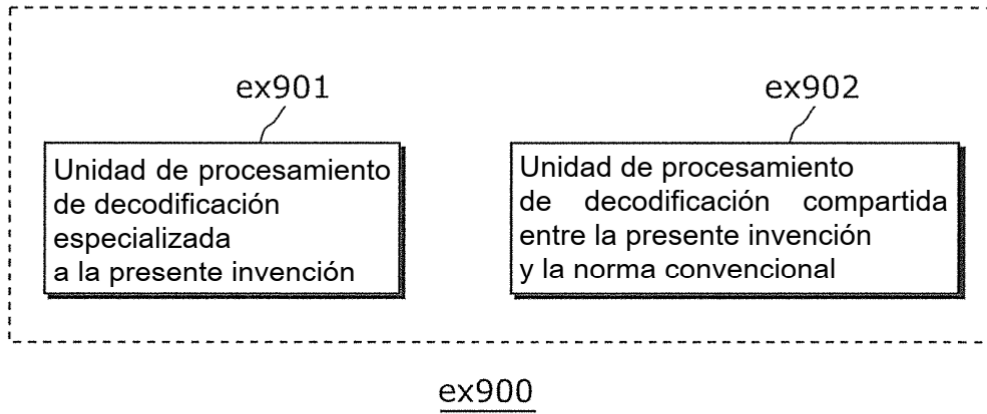 ex901
Unidad de procesamiento
de decodificación
especializada
a la presente invención
ex902
Unidad de procesamiento
de decodificación compartida
entre la presente invención
y la norma convencional
ex900